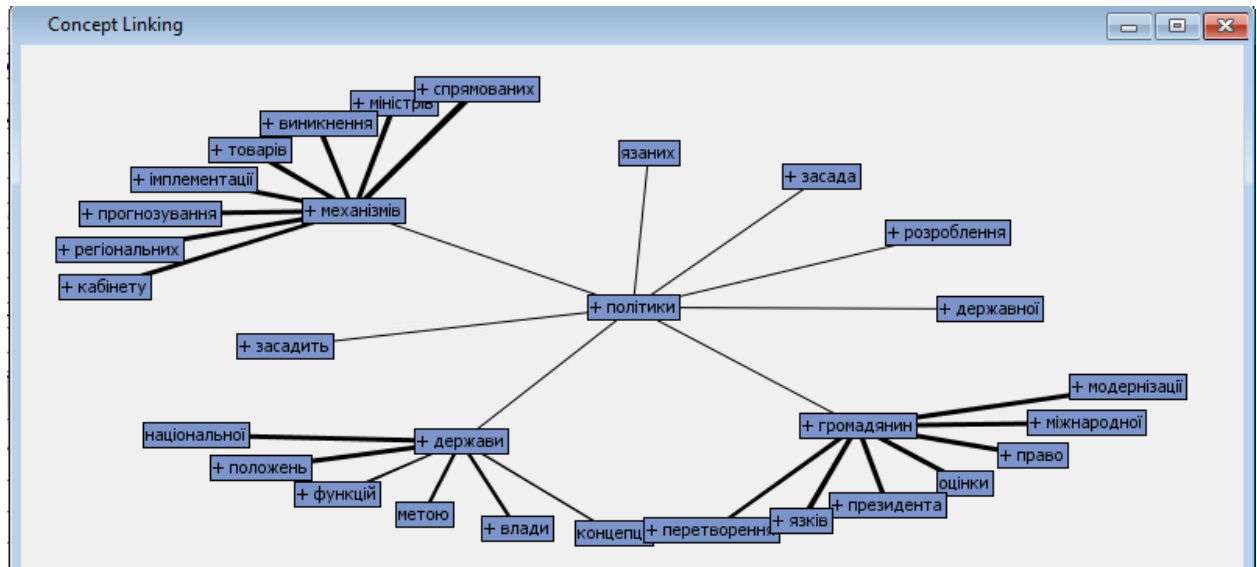 Concept Linking
+ спрямованих
+ міністрів
+ виникнення
+ товарів
+ імплементації
+ прогнозування
+ механізмів
+ регіональних
+ кабінету
язаних
+ засада
+ розроблення
+ політики
+ державної
+ засадить
+ модернізації
+ громадянин
+ міжнародної
+ право
оцінки
+ президента
+ язків
+ перетворення
національної
+ держави
+ положень
+ функцій
метою
+ влади
концепц